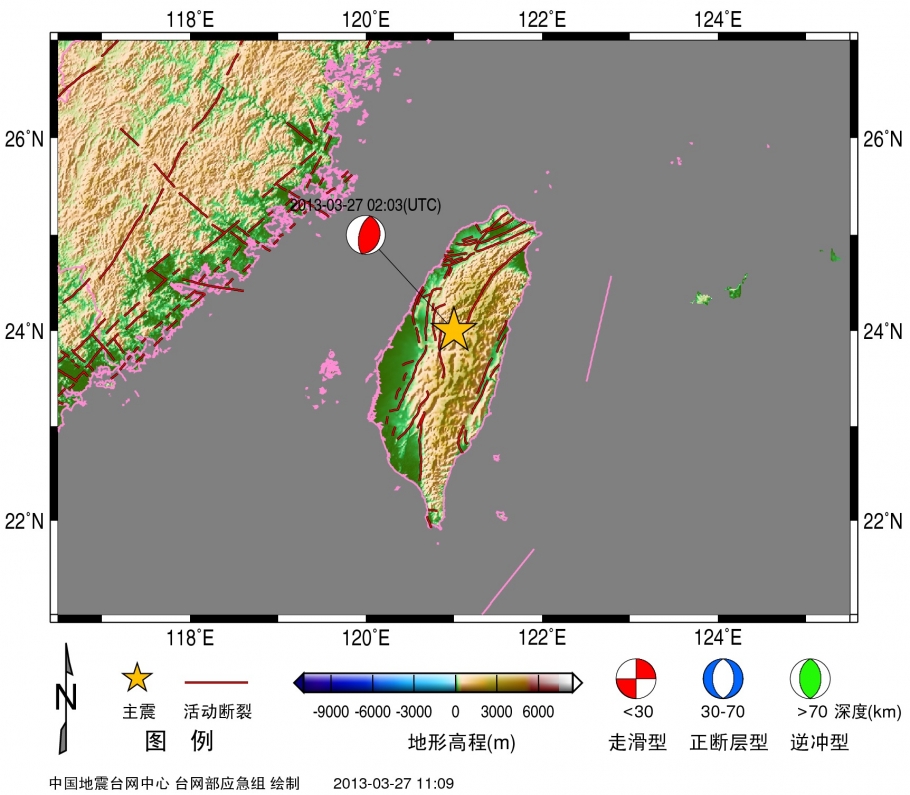 118˚E 120˚E 122˚E 124˚E
26˚N 26˚N
2013-03-27 02:03(UTC)
24˚N 24˚N
22˚N 22˚N
118˚E 120˚E 122˚E 124˚E
N
主震 活动断裂 -9000 -6000 -3000 0 3000 6000 <30 30-70 >70 深度(km)
图 例 地形高程(m) 走滑型 正断层型 逆冲型
中国地震台网中心 台网部应急组 绘制 2013-03-27 11:09